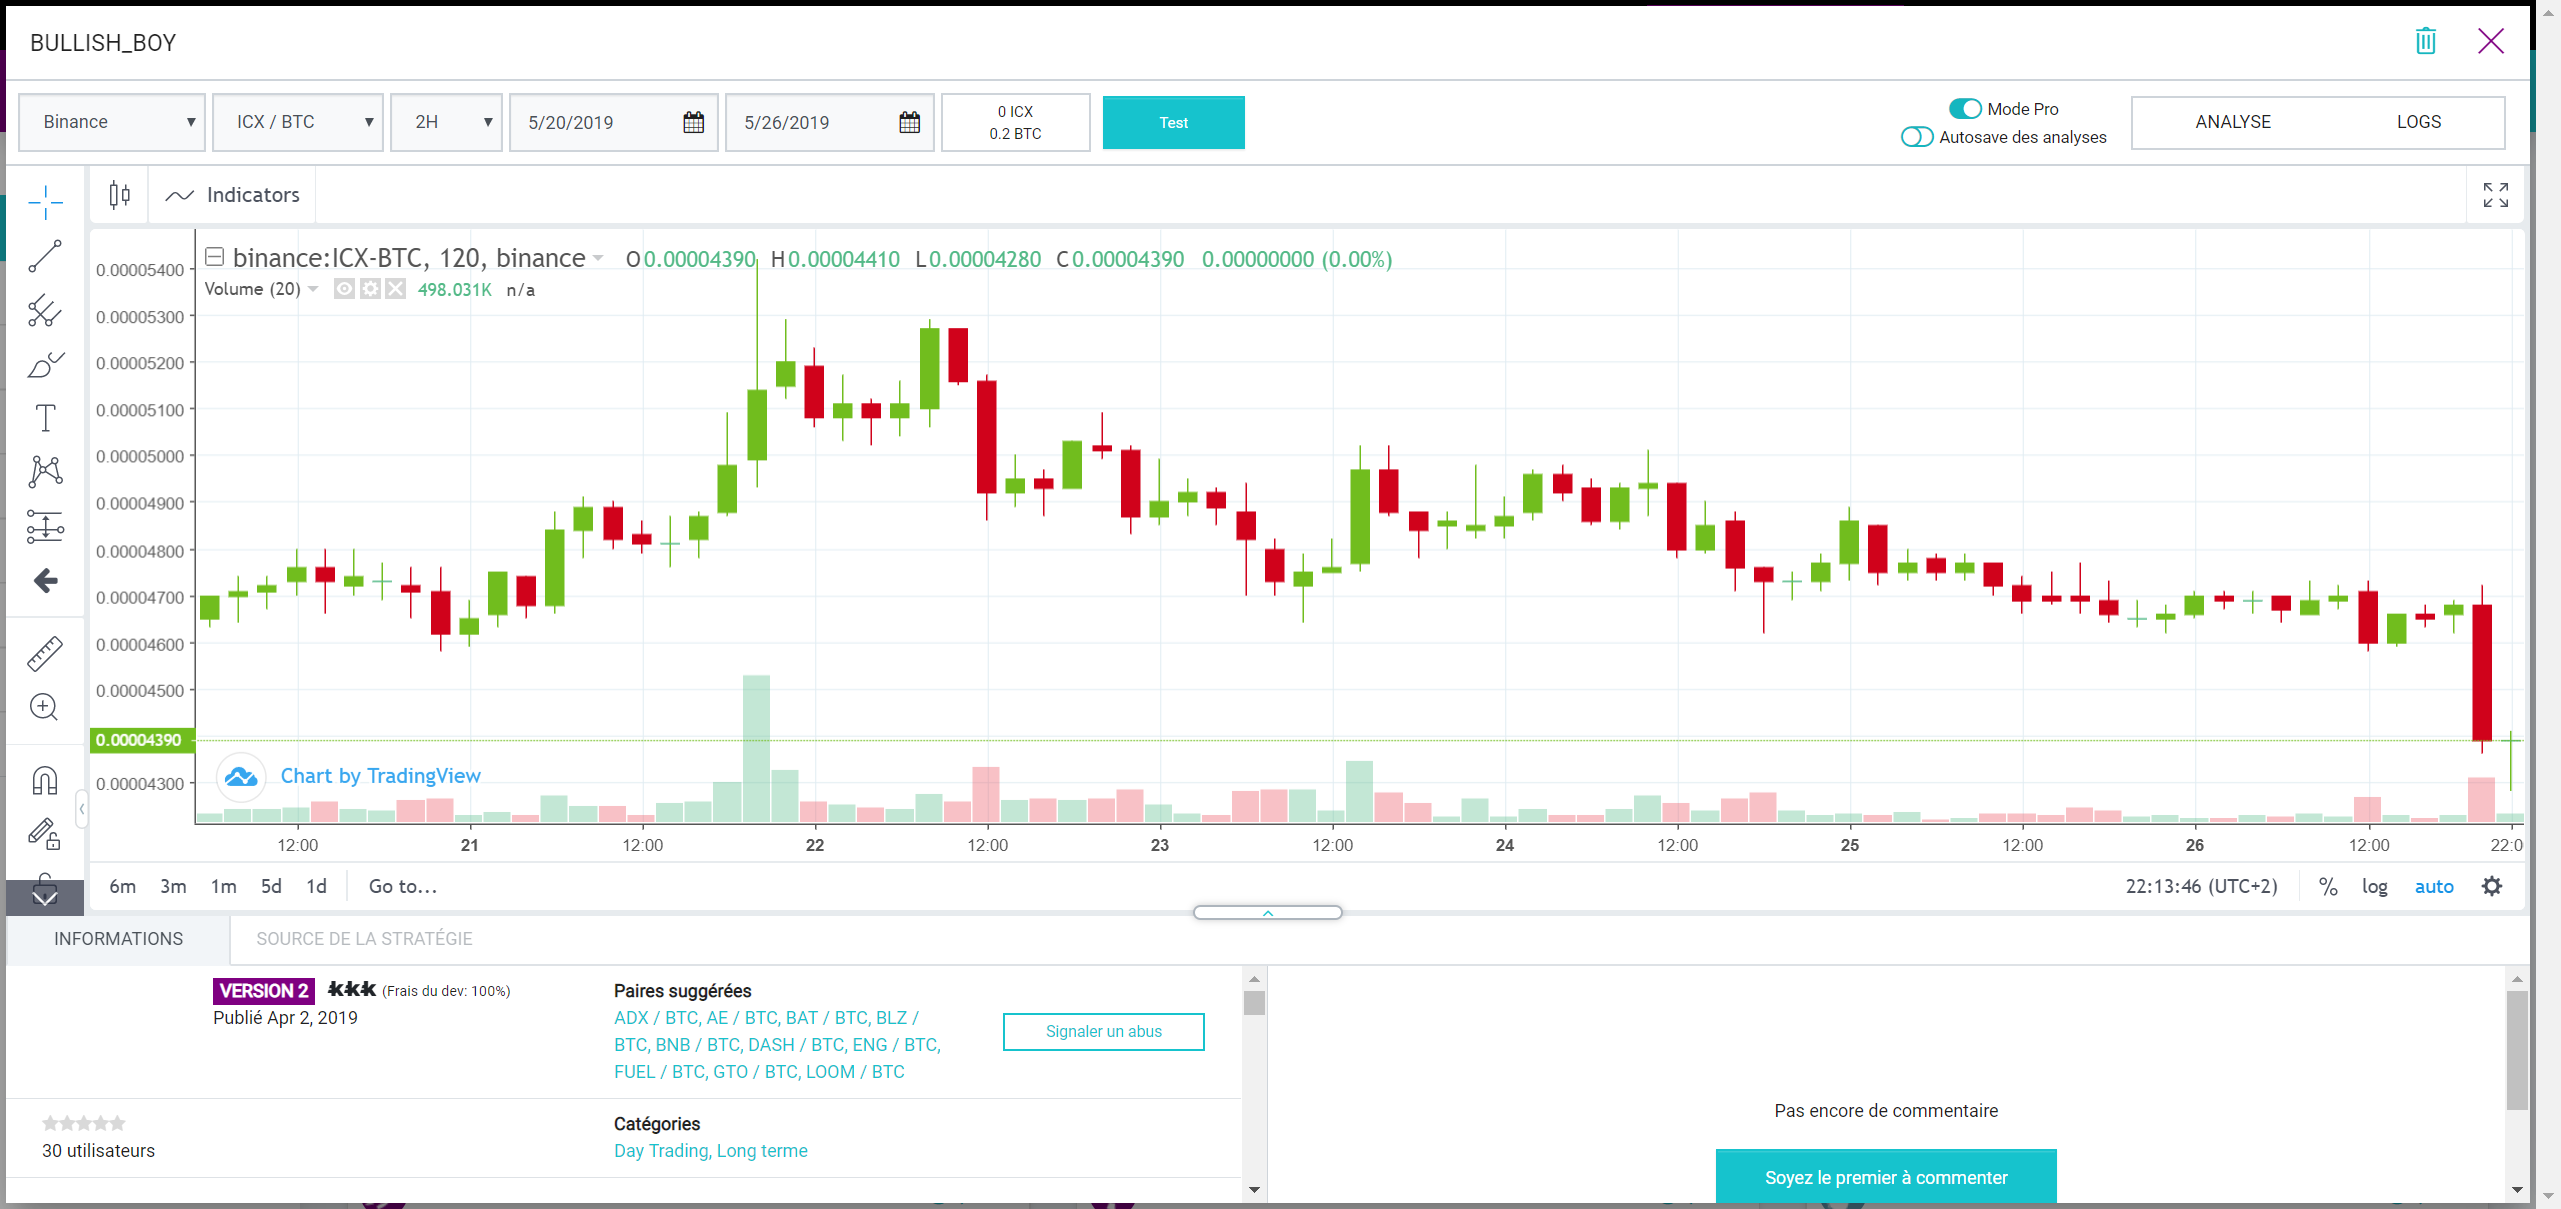 BULLISH_BOY
Binance ▼ ICX / BTC ▼ 2H ▼ 5/20/2019 5/26/2019
0 ICX
0.2 BTC
Test
Mode Pro
Autosave des analyses
ANALYSE LOGS
Indicators
binance:ICX-BTC, 120, binance O0.00004390 H0.00004410 L0.00004280 C0.00004390 0.00000000 (0.00%)
Volume (20) 498.031K n/a
0.00005400
0.00005300
0.00005200
0.00005100
0.00005000
0.00004900
0.00004800
0.00004700
0.00004600
0.00004500
0.00004390
0.00004300
Chart by TradingView
12:00 21 12:00 22 12:00 23 12:00 24 12:00 25 12:00 26 12:00 22:0
6m 3m 1m 5d 1d Go to... 22:13:46 (UTC+2) % log auto
INFORMATIONS SOURCE DE LA STRATÉGIE
VERSION 2 (Frais du dev: 100%)
Publié Apr 2, 2019
Paires suggérées
ADX / BTC, AE / BTC, BAT / BTC, BLZ /
BTC, BNB / BTC, DASH / BTC, ENG / BTC,
FUEL / BTC, GTO / BTC, LOOM / BTC
Signaler un abus
30 utilisateurs
Catégories
Day Trading, Long terme
Pas encore de commentaire
Soyez le premier à commenter